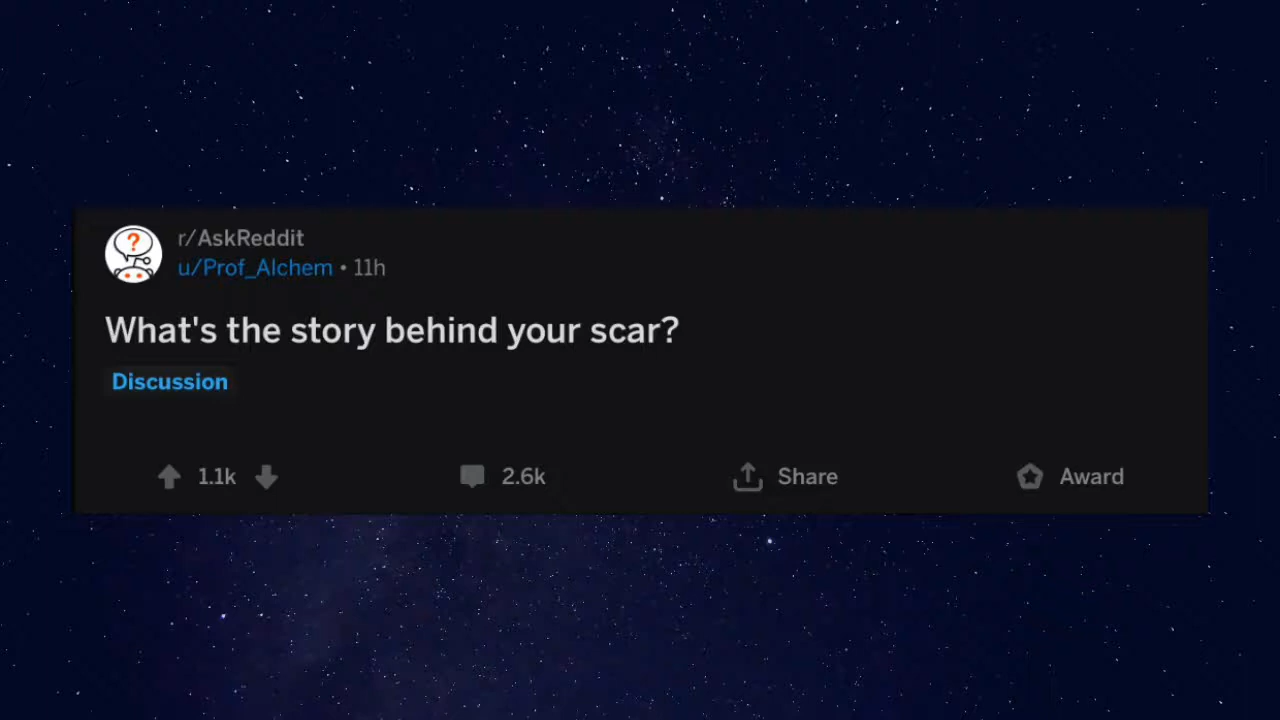 r/AskReddit
u/Prof_Alchem • 11h
What's the story behind your scar?
Discussion
1.1k 2.6k Share Award